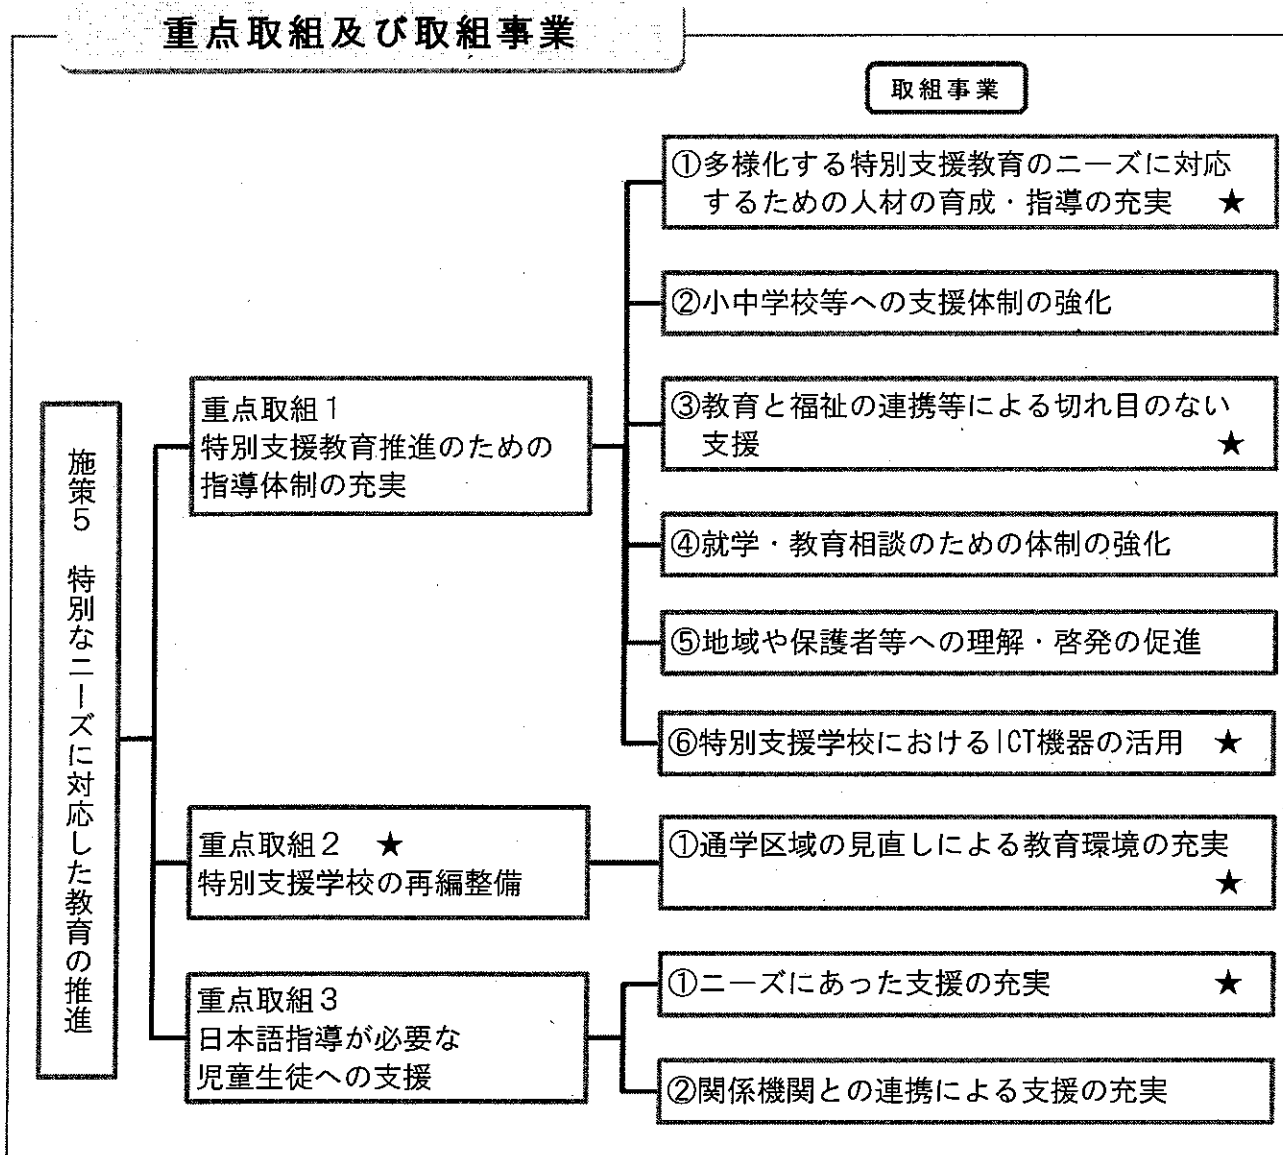 重点取組及び取組事業
取組事業
施策5 特別なニーズに対応した教育の推進
重点取組1
特別支援教育推進のための
指導体制の充実
①多様化する特別支援教育のニーズに対応
するための人材の育成・指導の充実 ★
②小中学校等への支援体制の強化
③教育と福祉の連携等による切れ目のない
支援 ★
④就学・教育相談のための体制の強化
⑤地域や保護者等への理解・啓発の促進
⑥特別支援学校におけるICT機器の活用 ★
重点取組2 ★
特別支援学校の再編整備
①通学区域の見直しによる教育環境の充実
★
重点取組3
日本語指導が必要な
児童生徒への支援
①ニーズにあった支援の充実 ★
②関係機関との連携による支援の充実